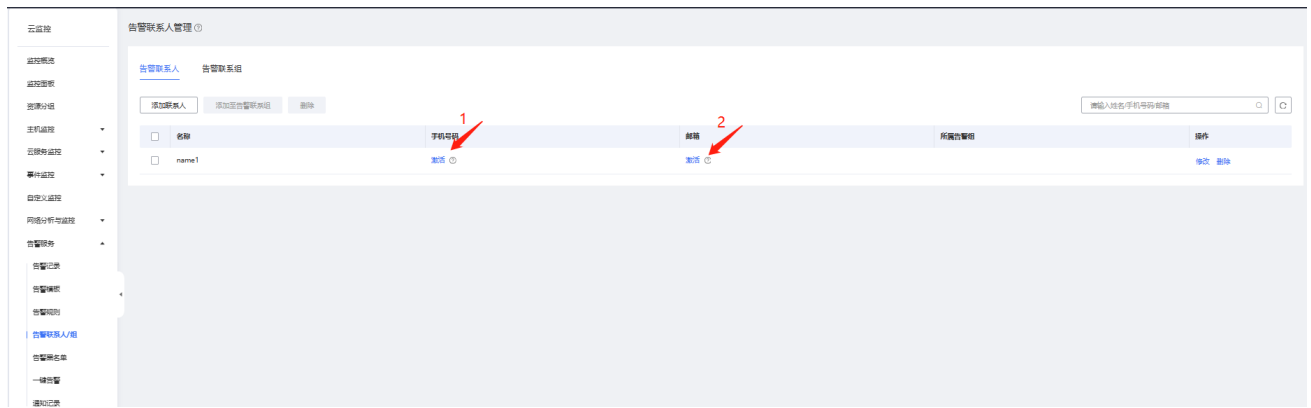 云监控
告警联系人管理
监控概览
监控面板
资源分组
主机监控
云服务监控
事件监控
自定义监控
网络分析与监控
告警服务
告警记录
告警模板
告警规则
告警联系人/组
告警黑名单
一键告警
通知记录
告警联系人 告警联系组
添加联系人 添加至告警联系组 删除 请输入姓名/手机号码/邮箱
1 2
名称 手机号码 邮箱 所属告警组 操作
name1 激活 激活 修改 删除